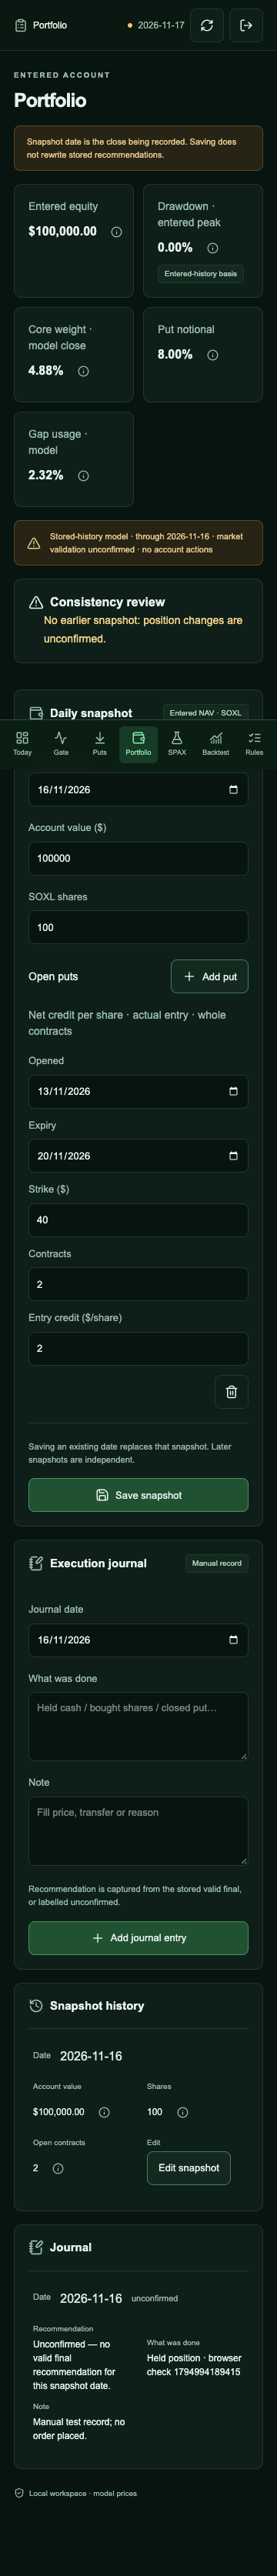 Portfolio
2026-11-17
ENTERED ACCOUNT
Portfolio
Snapshot date is the close being recorded. Saving does
not rewrite stored recommendations.
Entered equity
$100,000.00
Drawdown ·
entered peak
0.00%
Entered-history basis
Core weight ·
model close
4.88%
Put notional
8.00%
Gap usage ·
model
2.32%
Stored-history model · through 2026-11-16 · market
validation unconfirmed · no account actions
Consistency review
No earlier snapshot: position changes are
unconfirmed.
Daily snapshot
Entered NAV · SOXL
Today
Gate
Puts
Portfolio
SPAX
Backtest
Rules
16/11/2026
Account value ($)
100000
SOXL shares
100
Open puts
Add put
Net credit per share · actual entry · whole
contracts
Opened
13/11/2026
Expiry
20/11/2026
Strike ($)
40
Contracts
2
Entry credit ($/share)
2
Saving an existing date replaces that snapshot. Later
snapshots are independent.
Save snapshot
Execution journal
Manual record
Journal date
16/11/2026
What was done
Held cash / bought shares / closed put...
Note
Fill price, transfer or reason
Recommendation is captured from the stored valid final,
or labelled unconfirmed.
Add journal entry
Snapshot history
Date 2026-11-16
Account value
$100,000.00
Shares
100
Open contracts
2
Edit
Edit snapshot
Journal
Date 2026-11-16 unconfirmed
Recommendation
Unconfirmed — no
valid final
recommendation for
this snapshot date.
What was done
Held position · browser
check 1794994189415
Note
Manual test record; no
order placed.
Local workspace · model prices